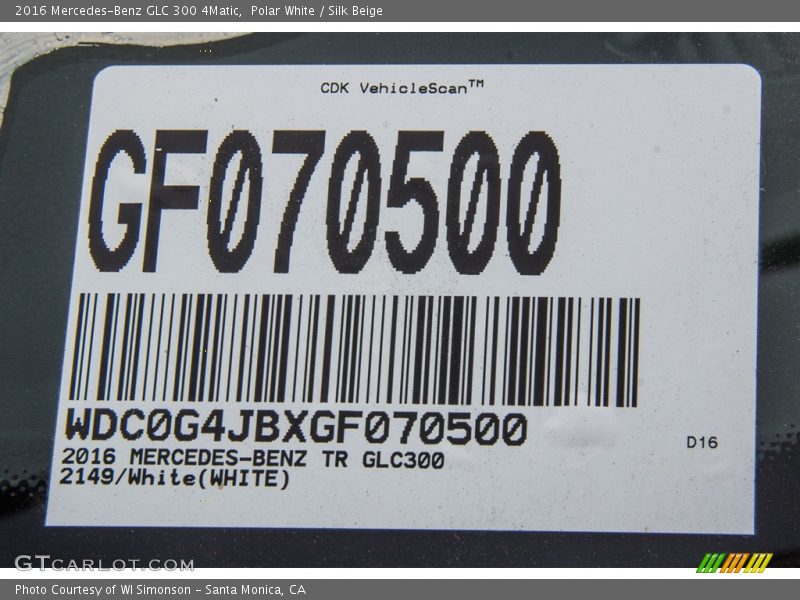 2016 Mercedes-Benz GLC 300 4Matic, Polar White / Silk Beige
CDK VehicleScan™
GF070500
WDC0G4JBXGF070500
2016 MERCEDES-BENZ TR GLC300
2149/White(WHITE)
D16
GTCARLOT.COM
Photo Courtesy of WI Simonson - Santa Monica, CA